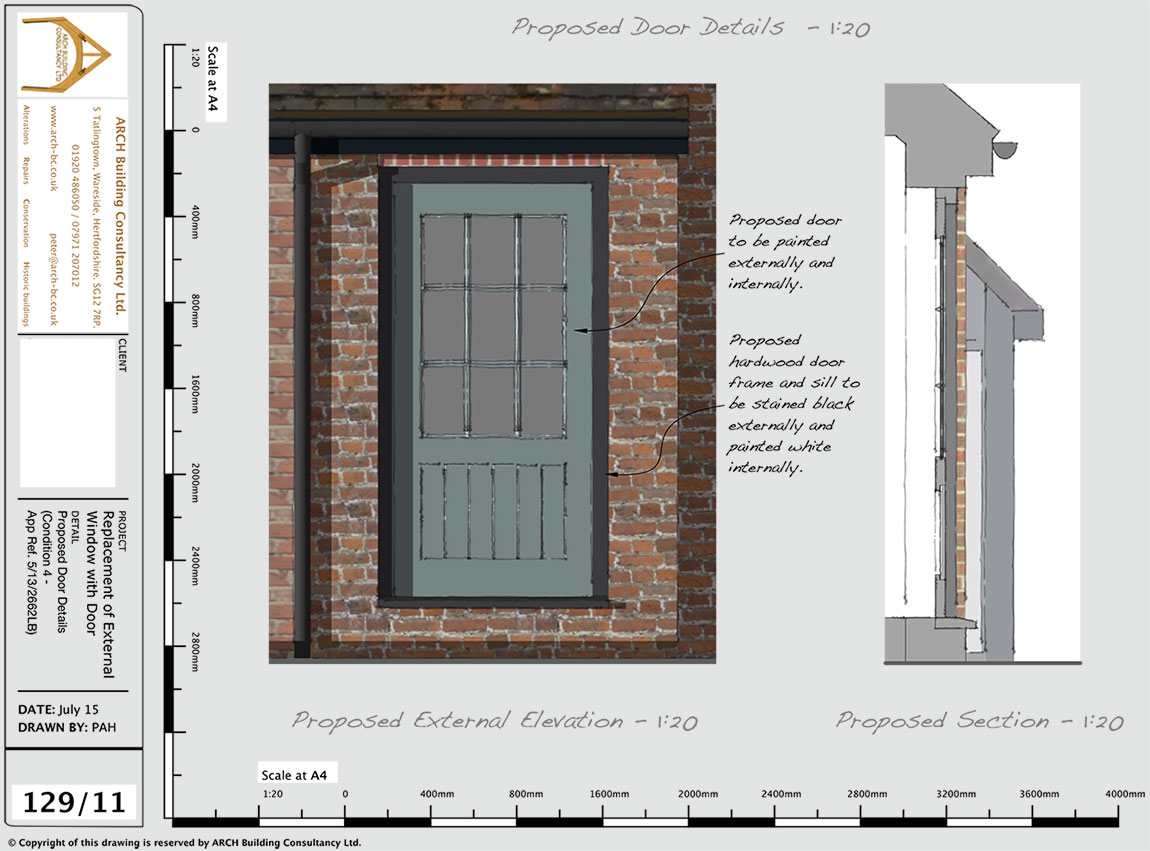 Proposed Door Details - 1:20
ARCH BUILDING
CONSULTANCY LTD
ARCH Building Consultancy Ltd.
5 Tatlingtown, Wareside, Hertfordshire. SG12 7RP.
01920 486050 / 07971 207012
www.arch-bc.co.uk peter@arch-bc.co.uk
Alterations Repairs Conservation Historic buildings
CLIENT
PROJECT
Replacement of External
Window with Door
DETAIL
Proposed Door Details
(Condition 4 -
App Ref. 5/13/2662LB)
DATE: July 15
DRAWN BY: PAH
129/11
Scale at A4
1:20
0
400mm
800mm
1600mm
2000mm
2400mm
2800mm
Proposed door
to be painted
externally and
internally.
Proposed
hardwood door
frame and sill to
be stained black
externally and
painted white
internally.
Proposed External Elevation - 1:20
Proposed Section - 1:20
Scale at A4
1:20 0 400mm 800mm 1600mm 2000mm 2400mm 2800mm 3200mm 3600mm 4000mm
© Copyright of this drawing is reserved by ARCH Building Consultancy Ltd.